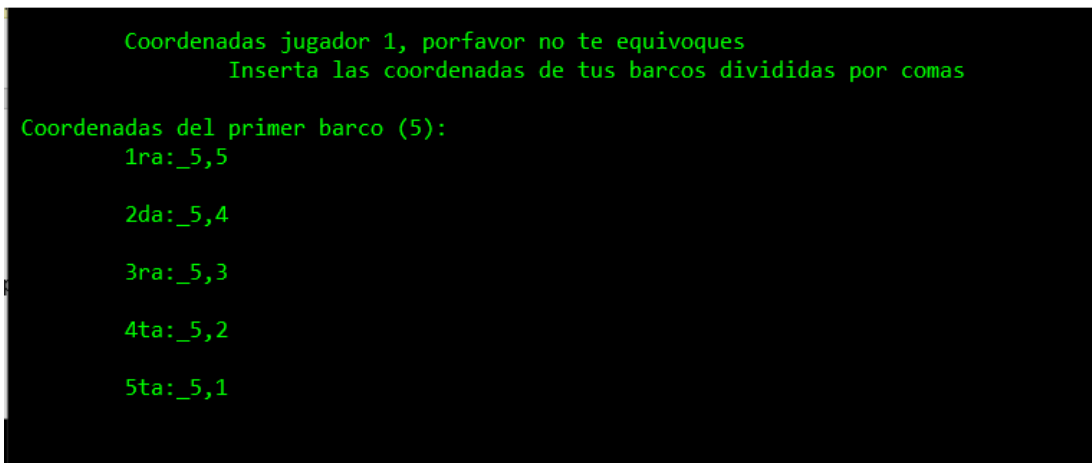 Coordenadas jugador 1, porfavor no te equivoques
Inserta las coordenadas de tus barcos divididas por comas
Coordenadas del primer barco (5):
1ra:_5,5
2da:_5,4
3ra:_5,3
4ta:_5,2
5ta:_5,1